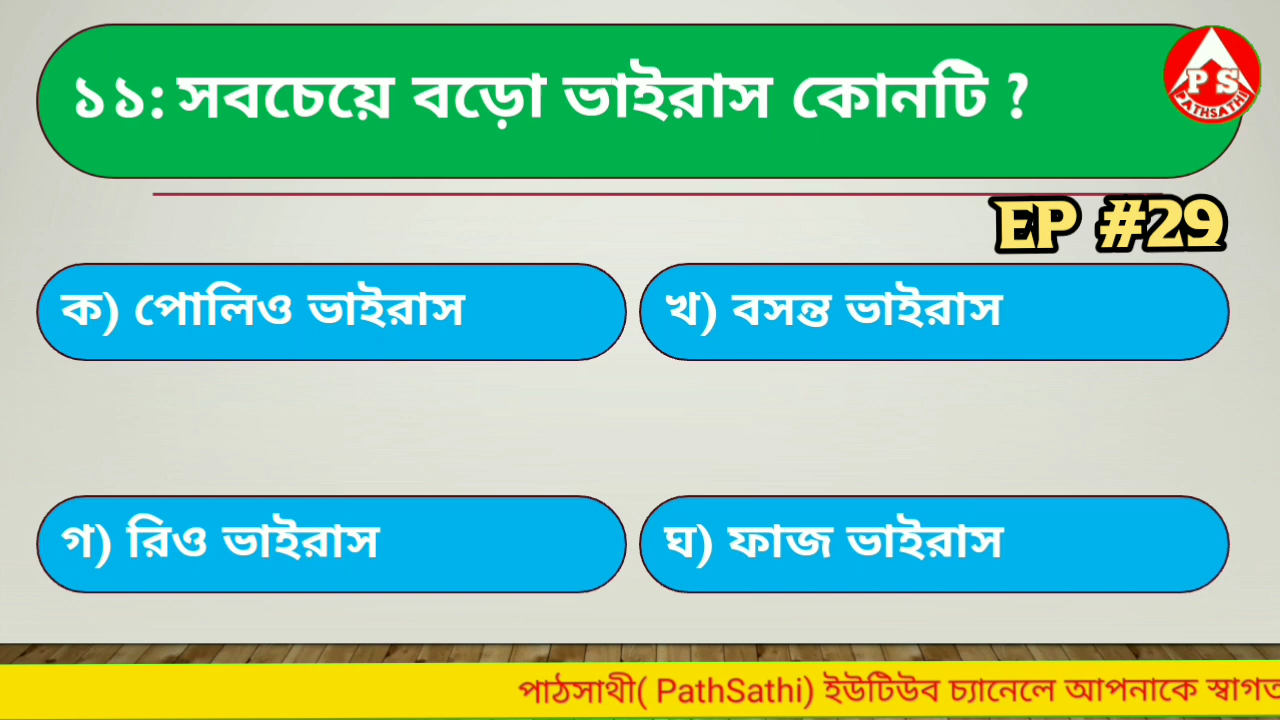 ১১: সবচেয়ে বড়ো ভাইরাস কোনটি ?
P S
PATHSATHI
EP #29
ক) পোলিও ভাইরাস
খ) বসন্ত ভাইরাস
গ) রিও ভাইরাস
ঘ) ফাজ ভাইরাস
পাঠসাথী( PathSathi) ইউটিউব চ্যানেলে আপনাকে স্বাগত